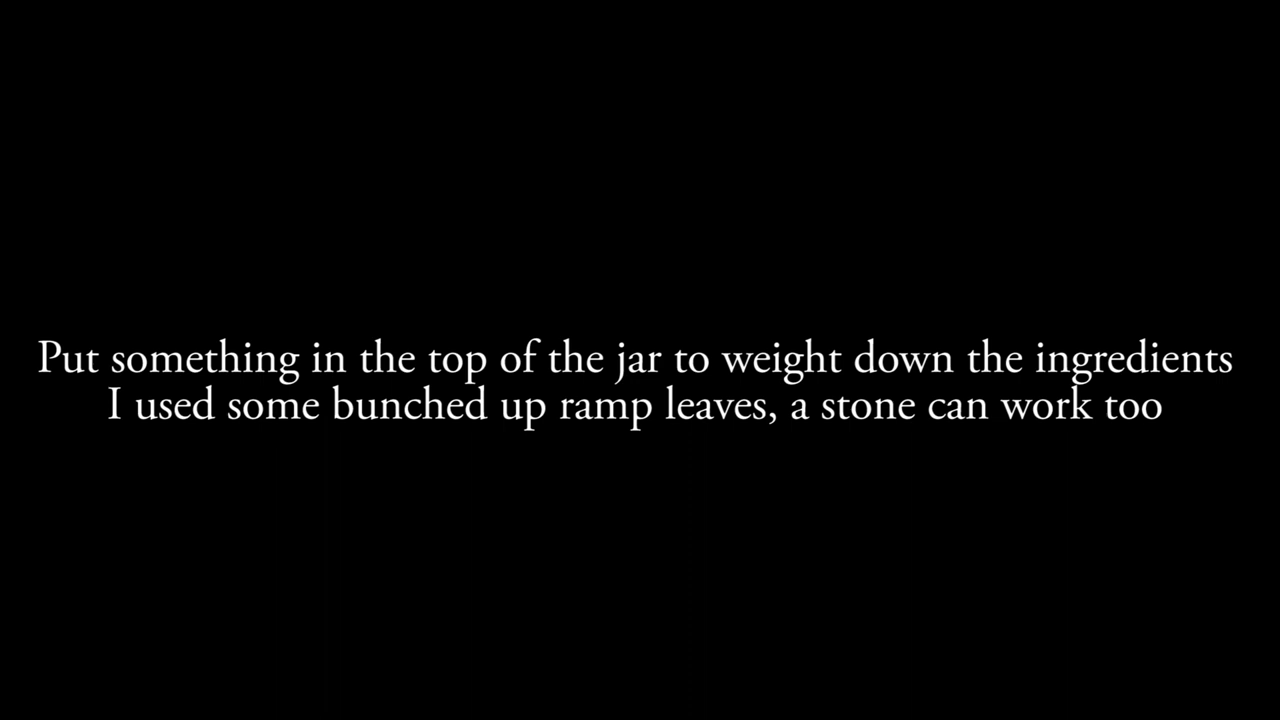 Put something in the top of the jar to weight down the ingredients
I used some bunched up ramp leaves, a stone can work too